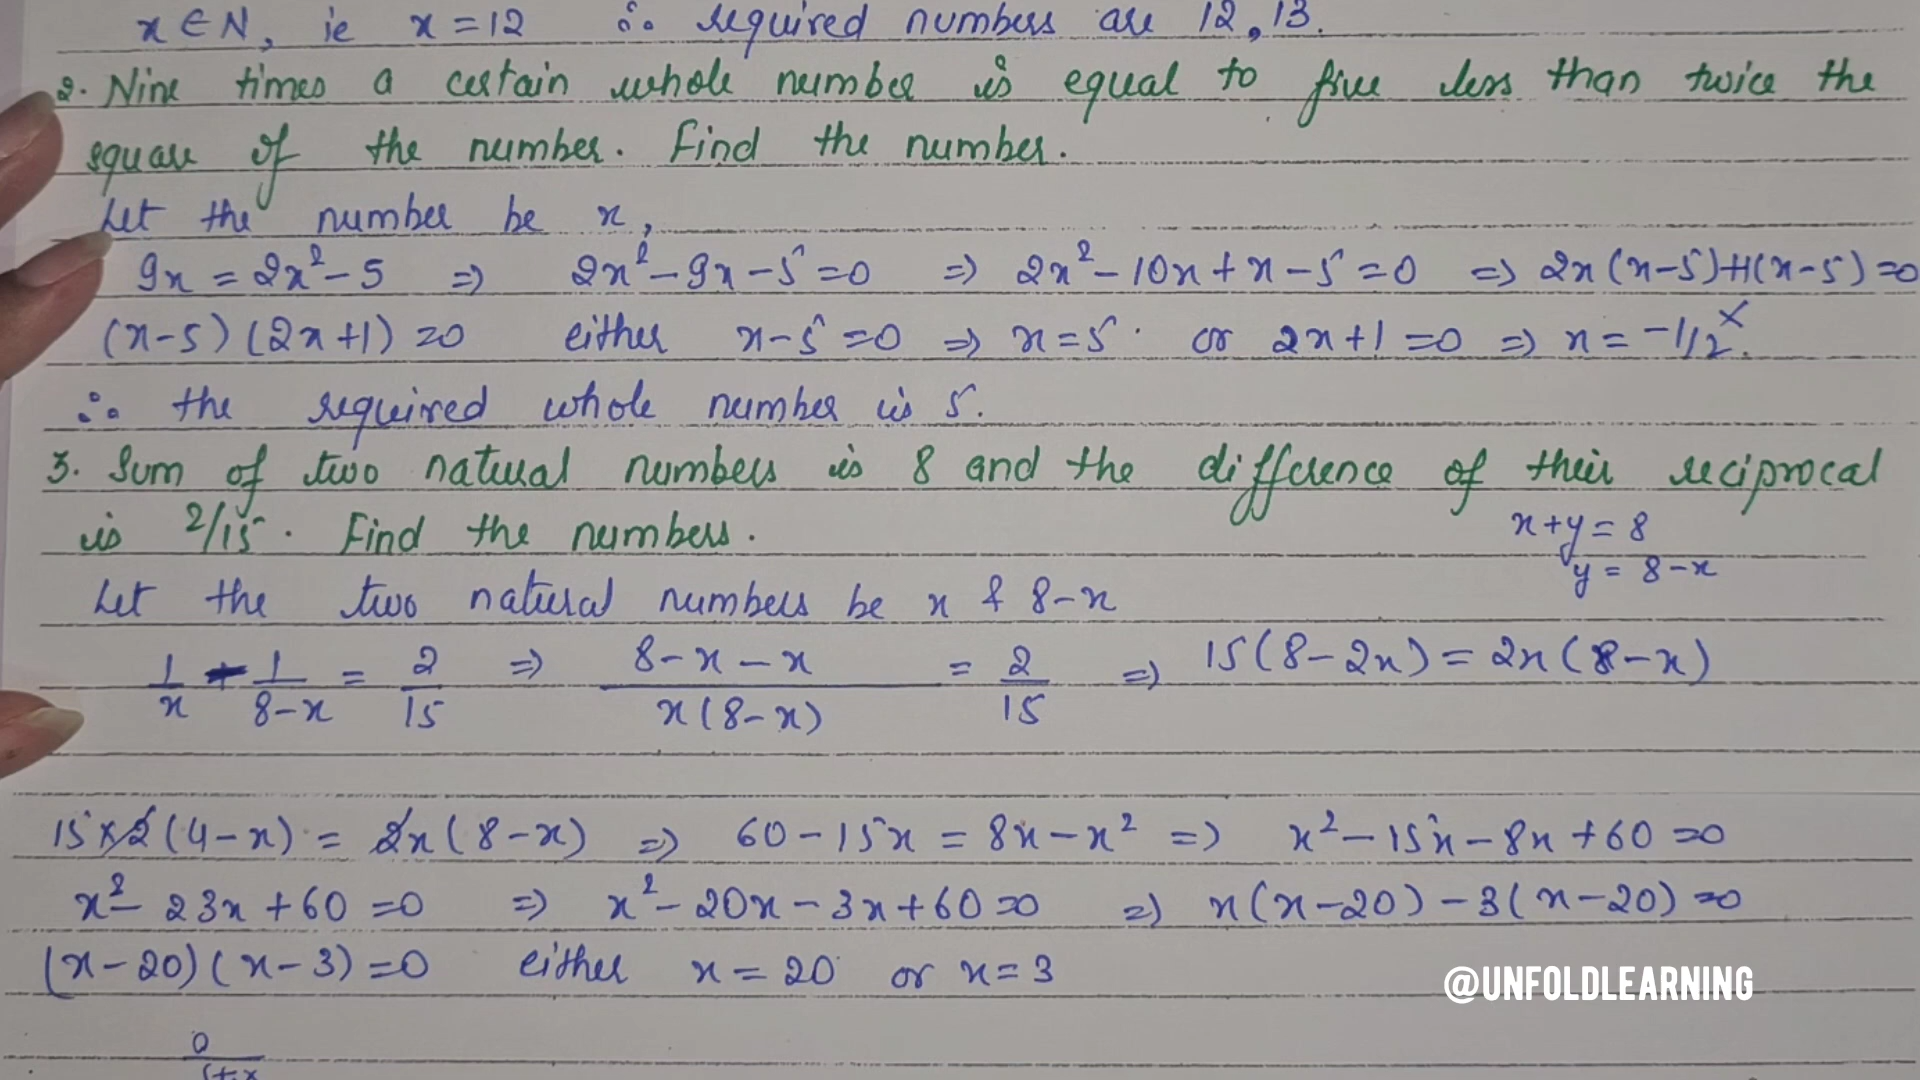 x ∈ N, ie x = 12 ∴ required numbers are 12, 13.
2. Nine times a certain whole number is equal to five less than twice the
square of the number. Find the number.
Let the number be x,
9x = 2x² - 5 ⇒ 2x² - 9x - 5 = 0 ⇒ 2x² - 10x + x - 5 = 0 ⇒ 2x(x-5)+1(x-5)=0
(x-5)(2x+1)=0 either x-5=0 ⇒ x=5. or 2x+1=0 ⇒ x = -1/2 ×.
∴ the required whole number is 5.
3. Sum of two natural numbers is 8 and the difference of their reciprocal
is 2/15. Find the numbers.
x+y = 8
y = 8-x
Let the two natural numbers be x & 8-x
1/x - 1/8-x = 2/15 ⇒ 8-x-x/x(8-x) = 2/15 ⇒ 15(8-2x) = 2x(8-x)
15×2(4-x) = 2x(8-x) ⇒ 60-15x = 8x-x² ⇒ x²-15x-8x+60=0
x²-23x+60=0 ⇒ x²-20x-3x+60=0 ⇒ x(x-20)-3(x-20)=0
(x-20)(x-3)=0 either x=20 or x=3
@UNFOLDLEARNING